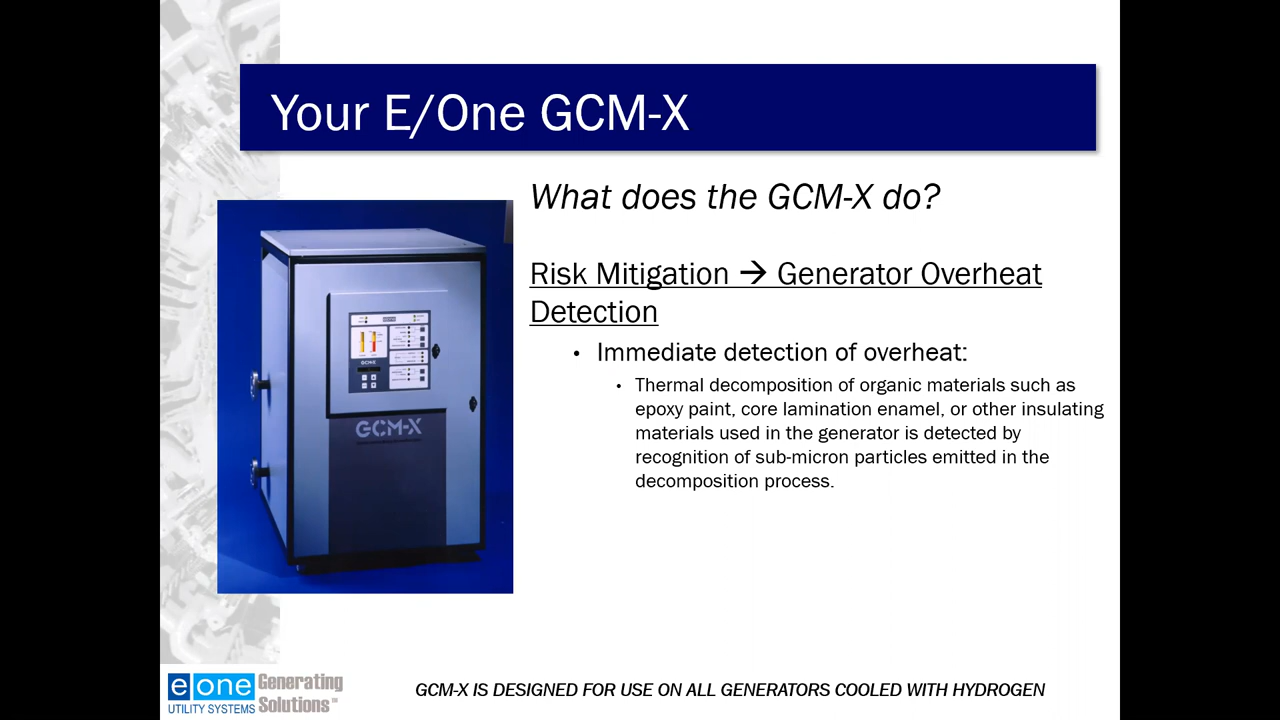 Your E/One GCM-X
What does the GCM-X do?
Risk Mitigation → Generator Overheat
Detection
• Immediate detection of overheat:
• Thermal decomposition of organic materials such as
epoxy paint, core lamination enamel, or other insulating
materials used in the generator is detected by
recognition of sub-micron particles emitted in the
decomposition process.
GCM-X
GCM-X
e one Generating
UTILITY SYSTEMS Solutions™
GCM-X IS DESIGNED FOR USE ON ALL GENERATORS COOLED WITH HYDROGEN